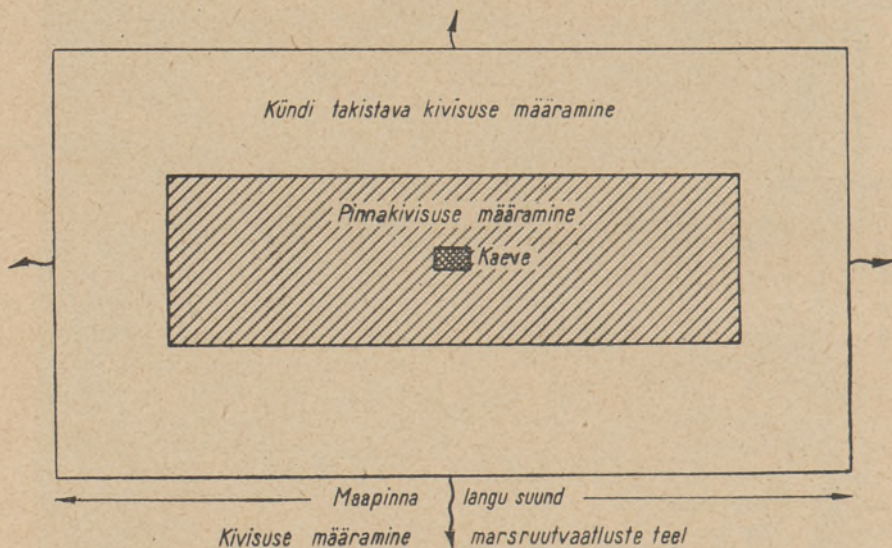 Kündi takistava kivisuse määramine
Pinnakivisuse määramine
Kaeve
Maapinna langu suund
Kivisuse määramine marsruutvaatluste teel